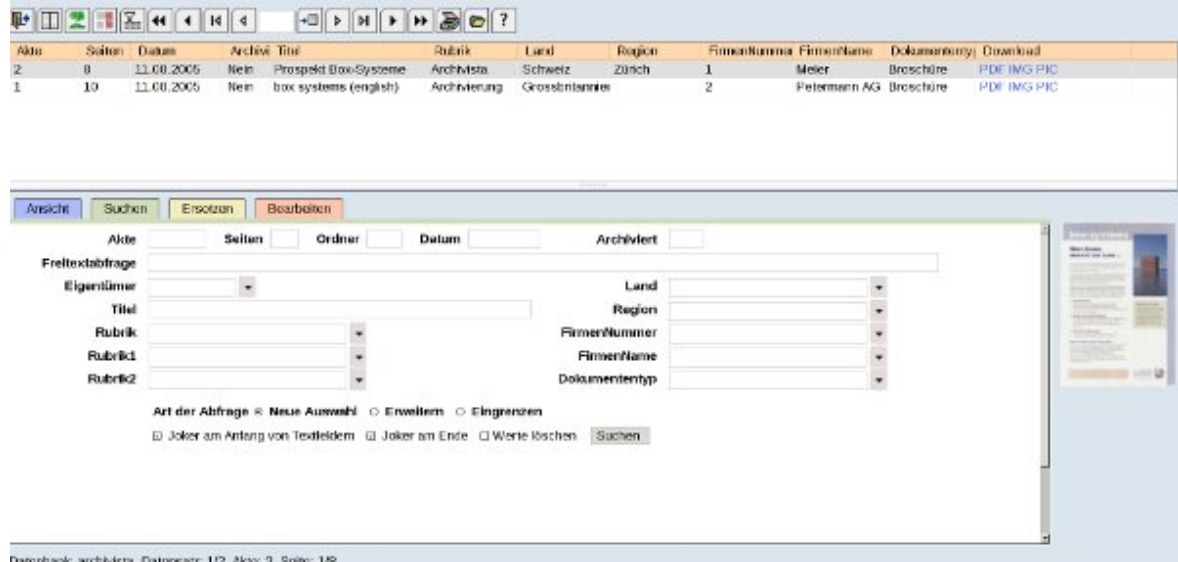 ?
Akte Seiten Datum Archivi Titel Rubrik Land Region FirmenNummer FirmenName Dokumententyp Download
2 8 11.08.2005 Nein Prospekt Box-Systeme Archivista Schweiz Zürich 1 Meier Broschüre PDF IMG PIC
1 10 11.08.2005 Nein box systems (english) Archivierung Grossbritannien 2 Petermann AG Broschüre PDF IMG PIC
Ansicht Suchen Ersetzen Bearbeiten
Akte Seiten Ordner Datum Archiviert
Freitextabfrage
Eigentümer Land
Titel Region
Rubrik FirmenNummer
Rubrik1 FirmenName
Rubrik2 Dokumententyp
Art der Abfrage Neue Auswahl Erweitern Eingrenzen
Joker am Anfang von Textfeldern Joker am Ende Werte löschen Suchen
Datenbank: archivista, Datensatz: 1/2, Akte: 2, Seite: 1/8